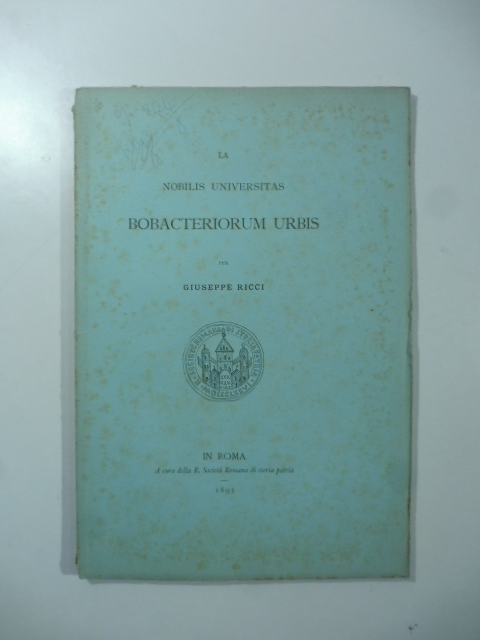 LA
NOBILIS UNIVERSITAS
BOBACTERIORUM URBIS
PER
GIUSEPPE RICCI
IN ROMA
A cura della R. Società Romana di storia patria